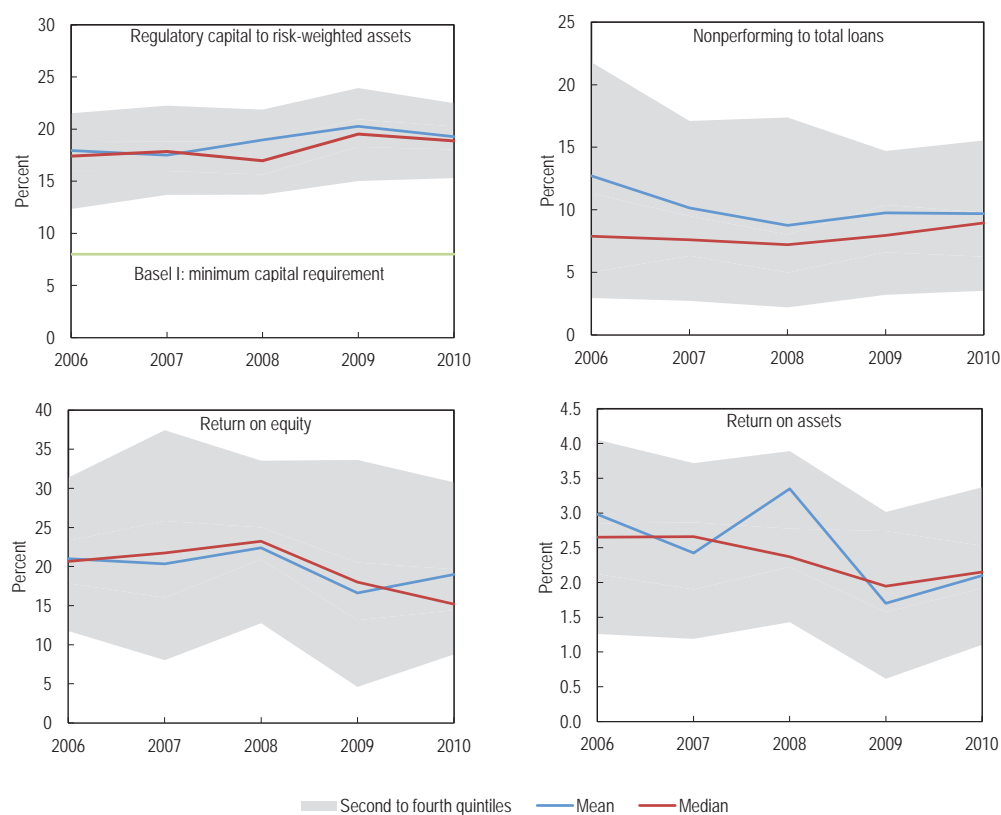 Regulatory capital to risk-weighted assets
30
25
20
15
10
5
0
Percent
Basel I: minimum capital requirement
2006 2007 2008 2009 2010
Nonperforming to total loans
25
20
15
10
5
0
Percent
2006 2007 2008 2009 2010
Return on equity
40
35
30
25
20
15
10
5
0
Percent
2006 2007 2008 2009 2010
Return on assets
4.5
4.0
3.5
3.0
2.5
2.0
1.5
1.0
0.5
0.0
Percent
2006 2007 2008 2009 2010
Second to fourth quintiles Mean Median